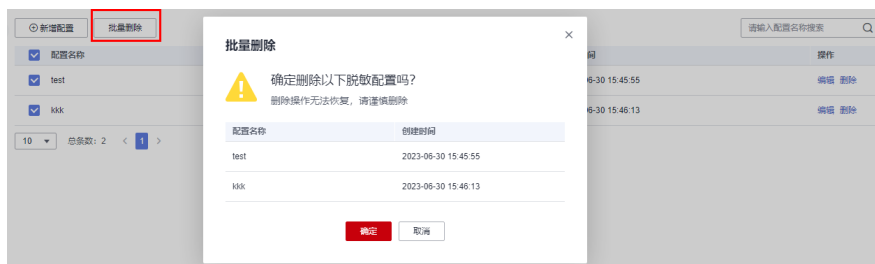 新增配置 批量删除 请输入配置名称搜索
批量删除
配置名称 间 操作
确定删除以下脱敏配置吗?
删除操作无法恢复，请谨慎删除
test 6-30 15:45:55 编辑 删除
kkk 6-30 15:46:13 编辑 删除
配置名称 创建时间
10 总条数: 2 < 1 >
test 2023-06-30 15:45:55
kkk 2023-06-30 15:46:13
确定 取消